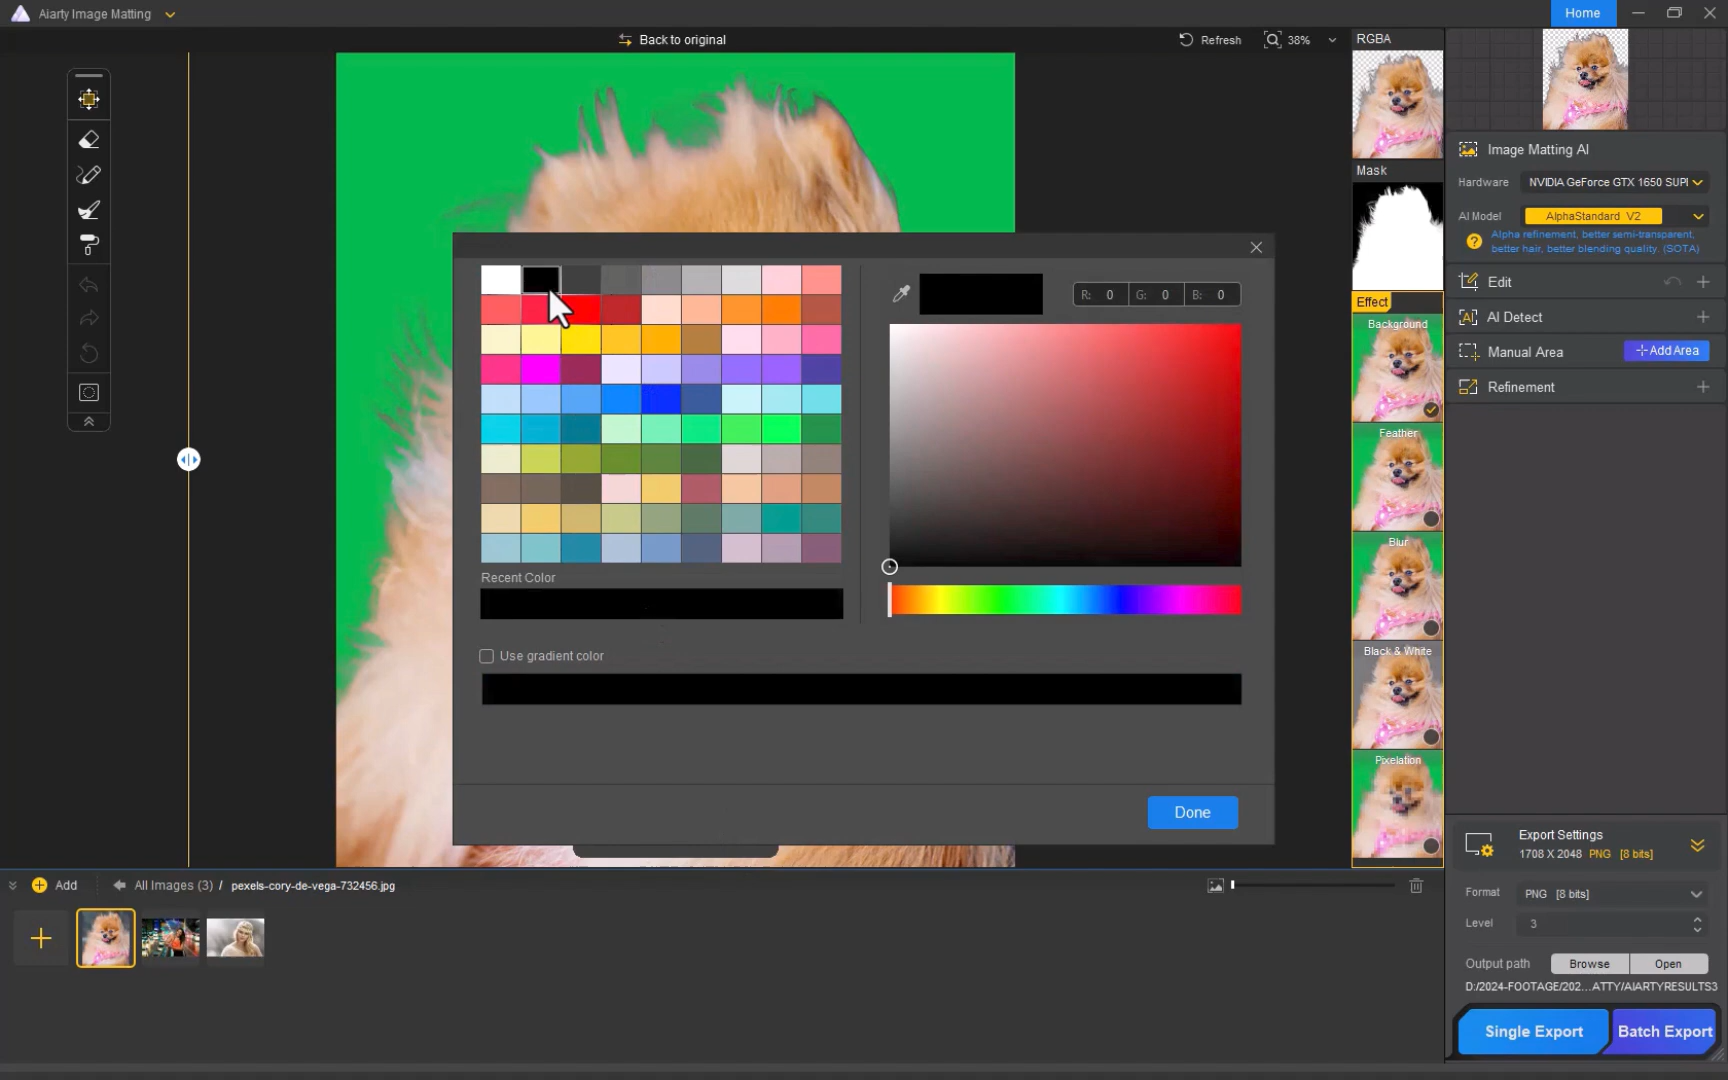 Aiarty Image Matting
Home
Back to original
Refresh
38%
RGBA
Mask
Effect
Background
Feather
Blur
Black & White
Pixelation
Image Matting AI
Hardware
NVIDIA GeForce GTX 1650 SUPI
AI Model
AlphaStandard V2
?
Alpha refinement, better semi-transparent,
better hair, better blending quality. (SOTA)
Edit
AI Detect
Manual Area
Add Area
Refinement
R: 0
G: 0
B: 0
Recent Color
Use gradient color
Done
Export Settings
1708 X 2048 PNG [8 bits]
Format
PNG [8 bits]
Level
3
Output path
Browse
Open
D:/2024-FOOTAGE/202...ATTY/AIARTYRESULTS3
Single Export
Batch Export
Add
All Images (3) / pexels-cory-de-vega-732456.jpg